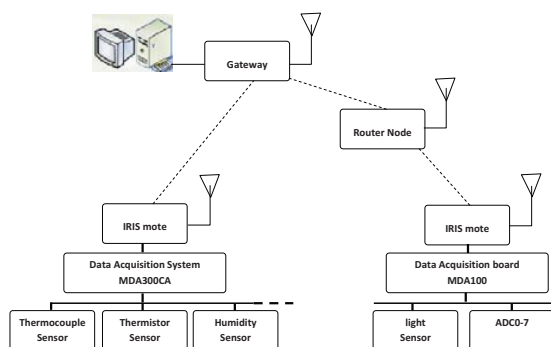 Gateway
Router Node
IRIS mote
IRIS mote
Data Acquisition System
MDA300CA
Data Acquisition board
MDA100
Thermocouple
Sensor
Thermistor
Sensor
Humidity
Sensor
light
Sensor
ADC0-7